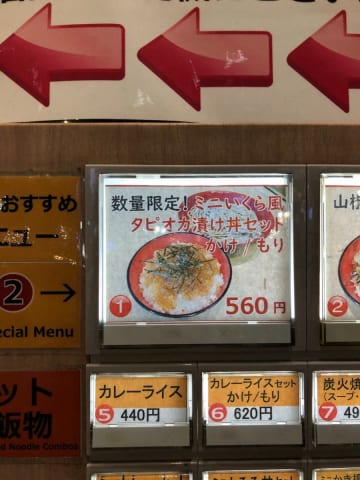 おすすめ
ュー
② →
ecial Menu
数量限定!ミニいくら風
タピオカ漬け丼セット
かけ/もり
① 560円
山
②
ット
飯物
d Noodle Combos
カレーライス
⑤ 440円
カレーライスセット
かけ/もり
⑥ 620円
炭火焼
(スープ・
⑦ 49